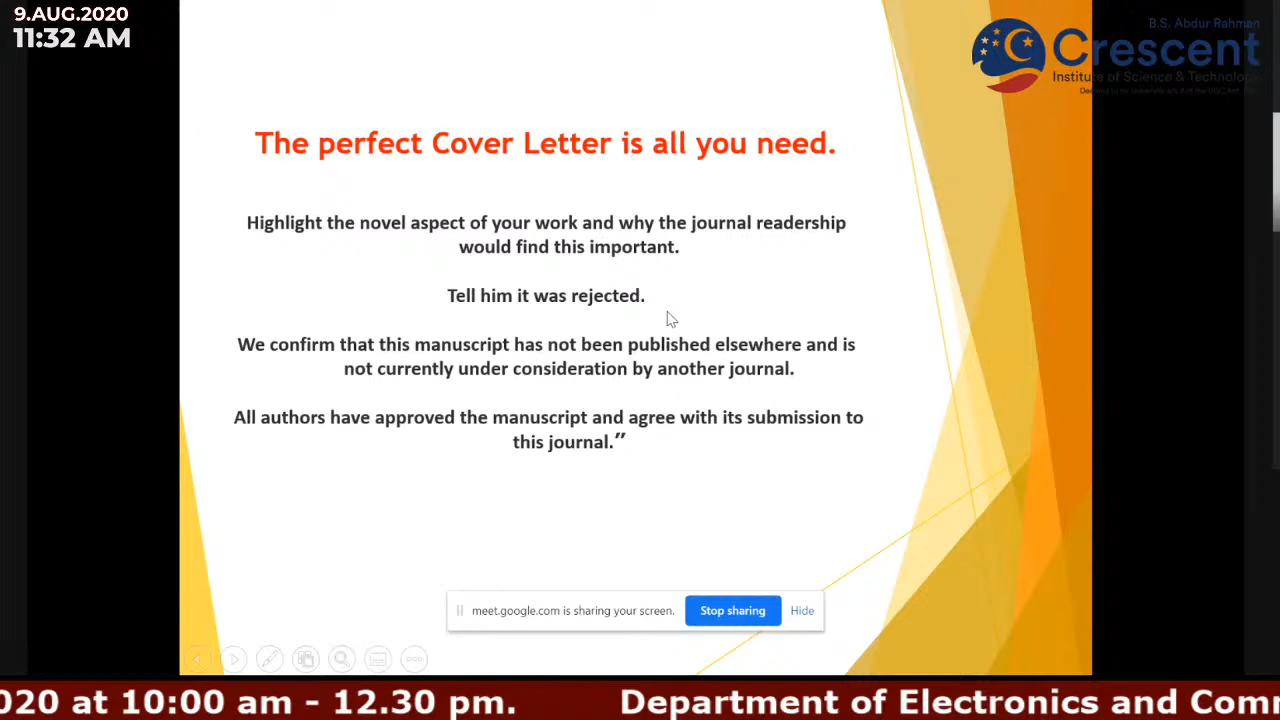 9.AUG.2020
11:32 AM
B.S. Abdur Rahman
Crescent
Institute of Science & Technology
The perfect Cover Letter is all you need.
Highlight the novel aspect of your work and why the journal readership
would find this important.
Tell him it was rejected.
We confirm that this manuscript has not been published elsewhere and is
not currently under consideration by another journal.
All authors have approved the manuscript and agree with its submission to
this journal.”
meet.google.com is sharing your screen.
Stop sharing
Hide
020 at 10:00 am - 12.30 pm.
Department of Electronics and Com